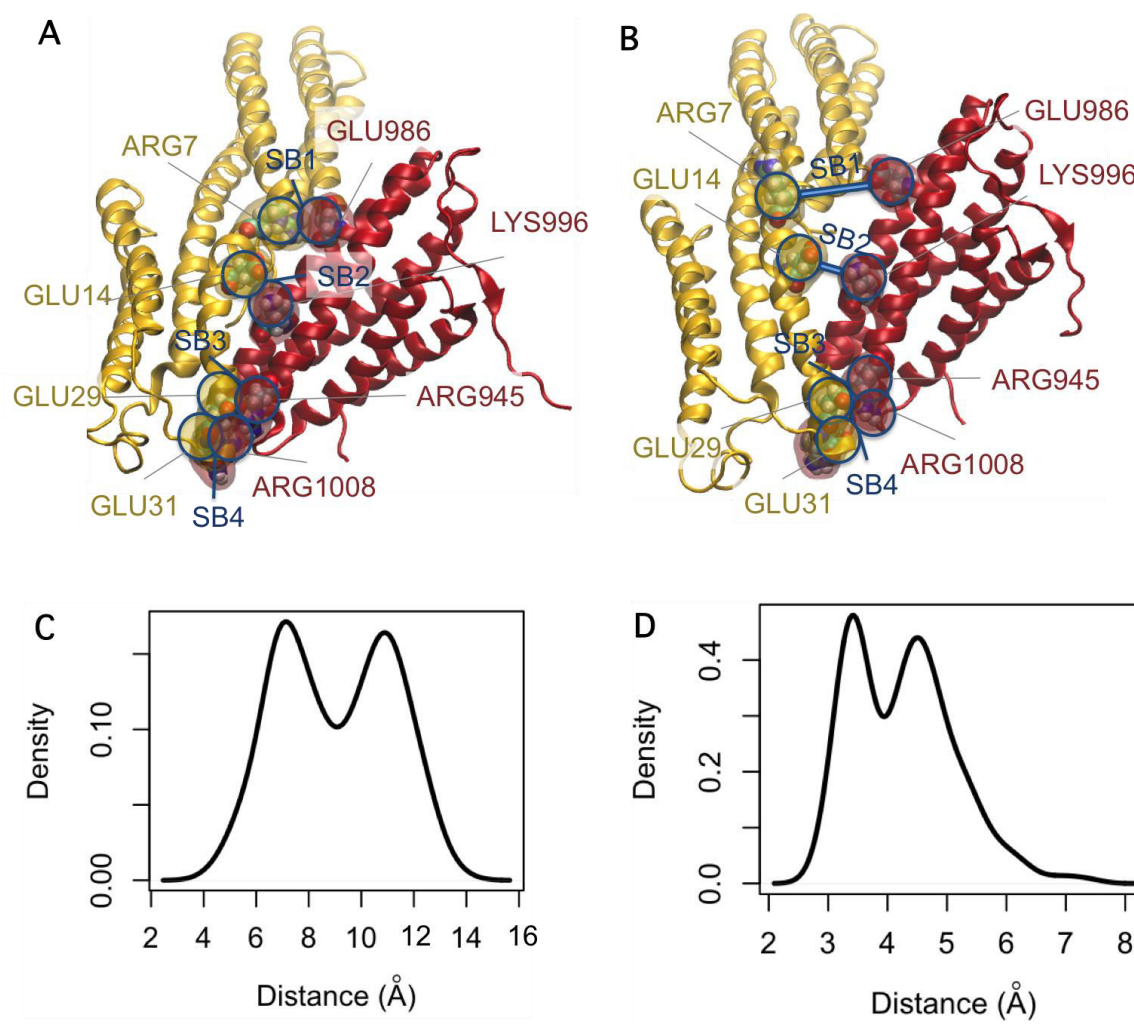 A
ARG7
SB1
GLU986
LYS996
GLU14
SB2
SB3
GLU29
ARG945
GLU31
SB4
ARG1008
B
ARG7
GLU986
SB1
GLU14
LYS996
SB2
SB3
ARG945
GLU29
ARG1008
SB4
GLU31
C
Density
0.10
0.00
2 4 6 8 10 12 14 16
Distance (Å)
D
Density
0.4
0.2
0.0
2 3 4 5 6 7 8
Distance (Å)